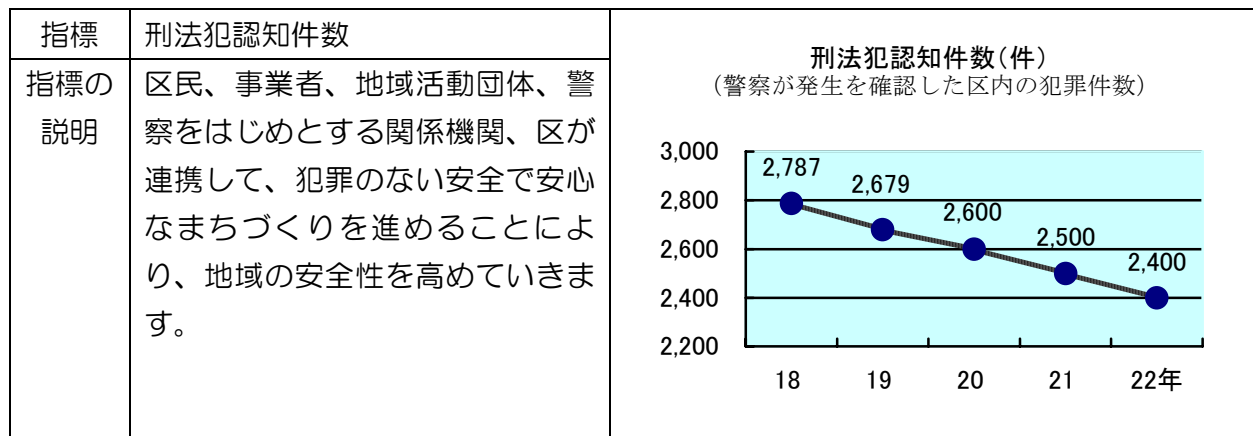 指標
刑法犯認知件数
指標の
説明
区民、事業者、地域活動団体、警
察をはじめとする関係機関、区が
連携して、犯罪のない安全で安心
なまちづくりを進めることによ
り、地域の安全性を高めていきま
す。
刑法犯認知件数(件)
(警察が発生を確認した区内の犯罪件数)
3,000
2,800
2,600
2,400
2,200
2,787
2,679
2,600
2,500
2,400
18
19
20
21
22年